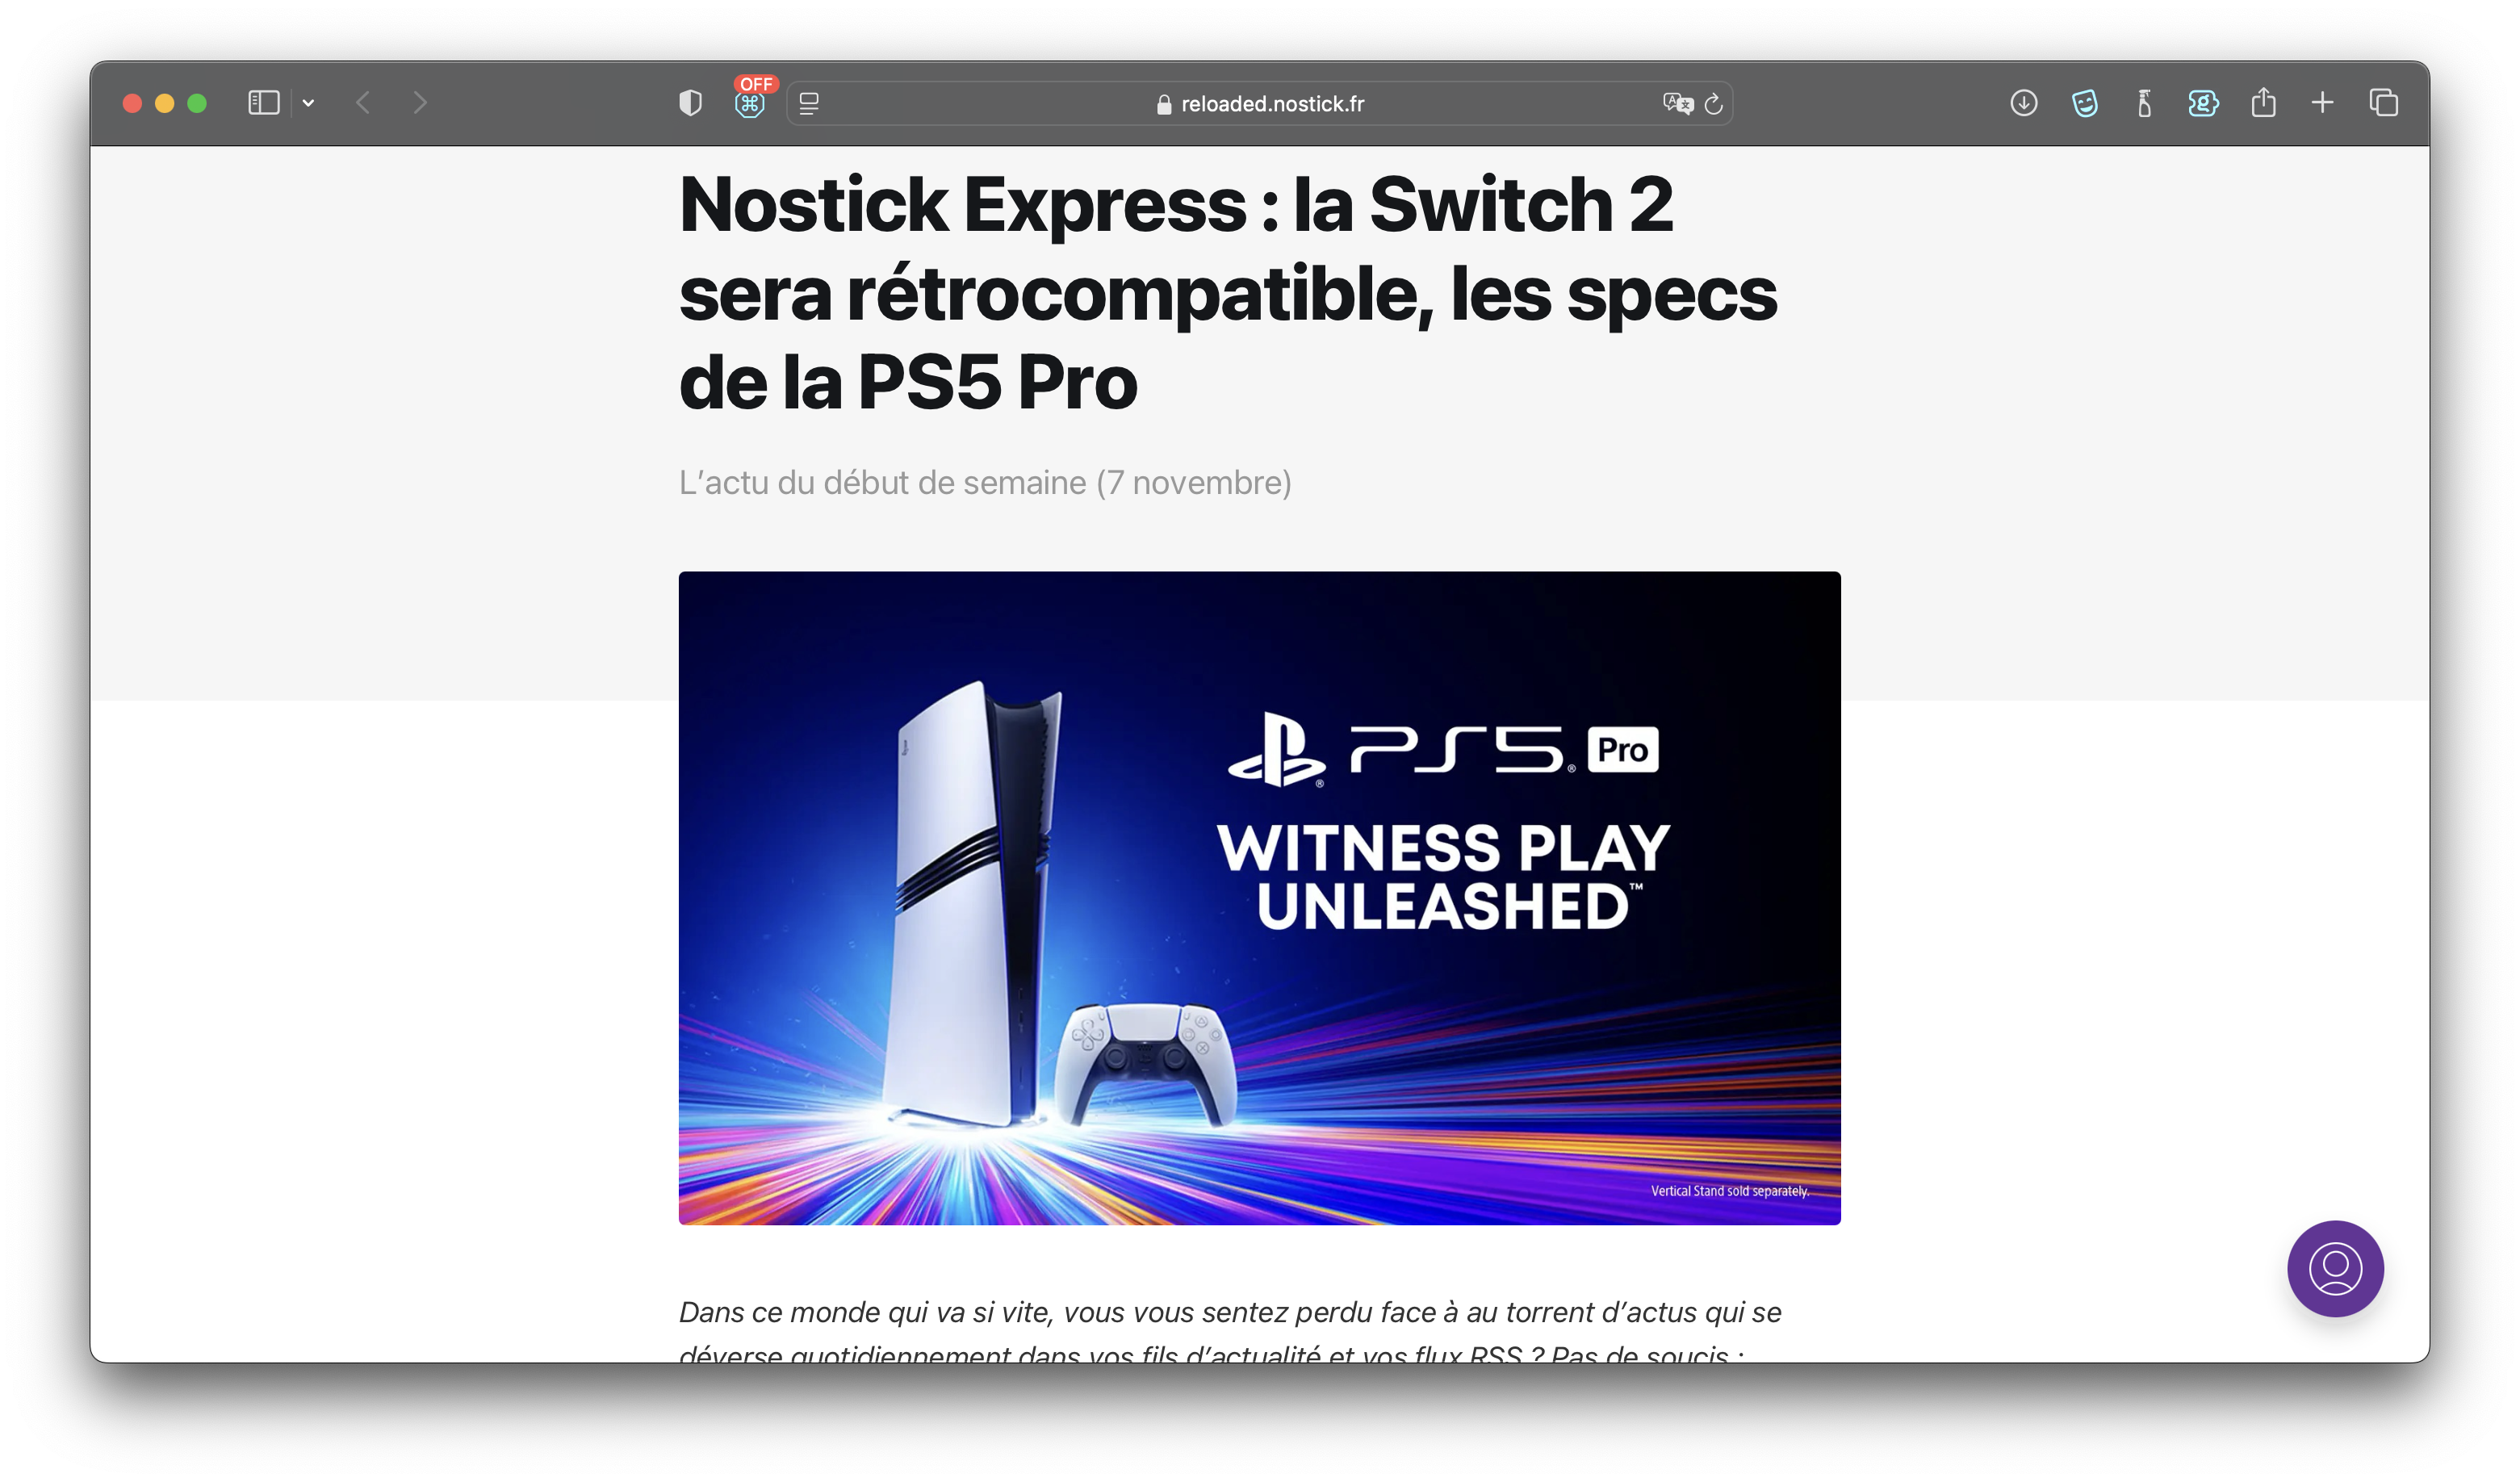 OFF
reloaded.nostick.fr
Nostick Express : la Switch 2
sera rétrocompatible, les specs
de la PS5 Pro
L’actu du début de semaine (7 novembre)
PS5® Pro
WITNESS PLAY
UNLEASHED™
Vertical Stand sold separately.
Dans ce monde qui va si vite, vous vous sentez perdu face à au torrent d’actus qui se
déverse quotidiennement dans vos fils d’actualité et vos flux RSS ? Pas de soucis :